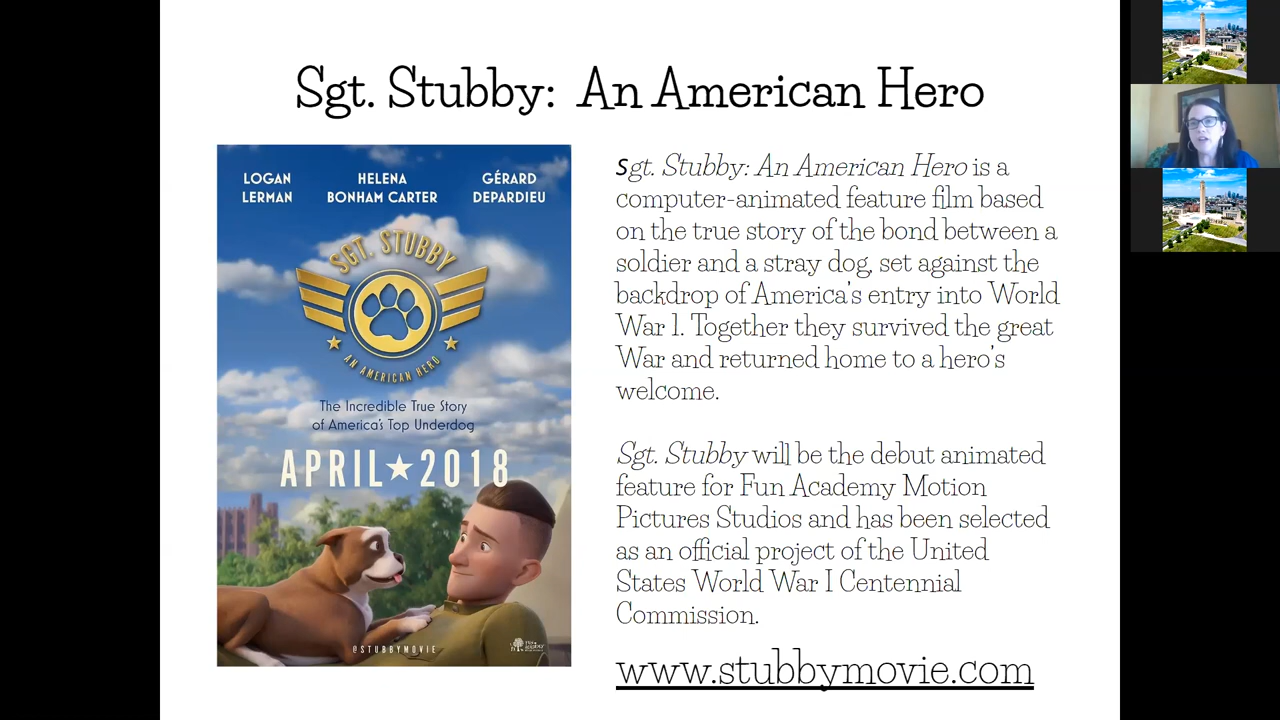 Sgt. Stubby: An American Hero
LOGAN LERMAN
HELENA BONHAM CARTER
GÉRARD DEPARDIEU
SGT. STUBBY
AN AMERICAN HERO
The Incredible True Story
of America's Top Underdog
APRIL★2018
@STUBBYMOVIE
Sgt. Stubby: An American Hero is a
computer-animated feature film based
on the true story of the bond between a
soldier and a stray dog, set against the
backdrop of America's entry into World
War 1. Together they survived the great
War and returned home to a hero's
welcome.
Sgt. Stubby will be the debut animated
feature for Fun Academy Motion
Pictures Studios and has been selected
as an official project of the United
States World War I Centennial
Commission.
www.stubbymovie.com